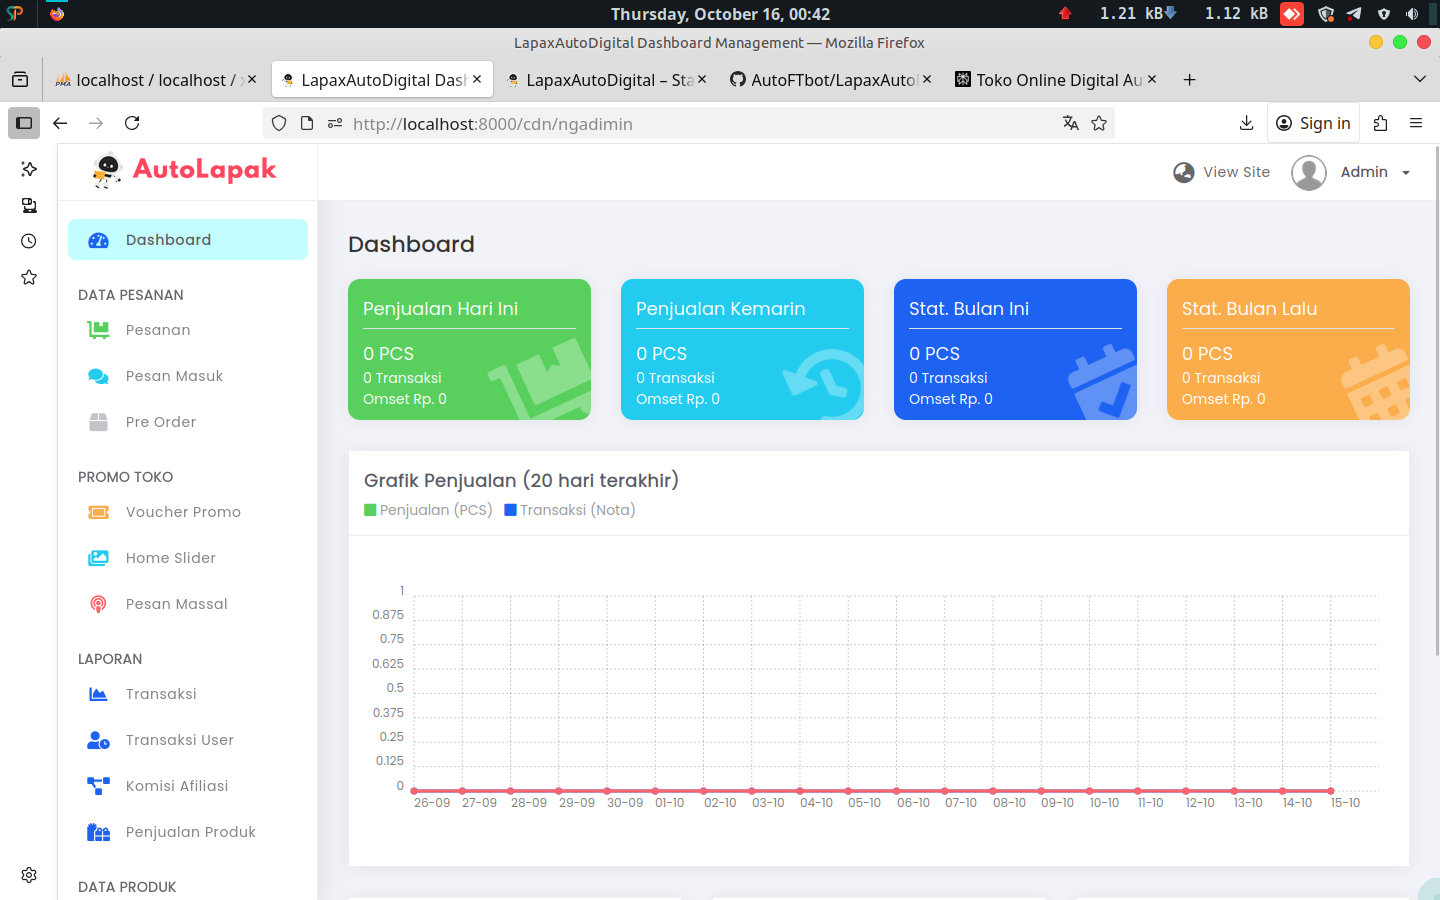 Thursday, October 16, 00:42
1.21 kB 1.12 kB
LapaxAutoDigital Dashboard Management — Mozilla Firefox
localhost / localhost / x
LapaxAutoDigital Dash
LapaxAutoDigital – Sta
AutoFTbot/LapaxAutoD
Toko Online Digital Au
http://localhost:8000/cdn/ngadimin
Sign in
AutoLapak
View Site
Admin
Dashboard
DATA PESANAN
Pesanan
Pesan Masuk
Pre Order
PROMO TOKO
Voucher Promo
Home Slider
Pesan Massal
LAPORAN
Transaksi
Transaksi User
Komisi Afiliasi
Penjualan Produk
DATA PRODUK
Dashboard
Penjualan Hari Ini
0 PCS
0 Transaksi
Omset Rp. 0
Penjualan Kemarin
0 PCS
0 Transaksi
Omset Rp. 0
Stat. Bulan Ini
0 PCS
0 Transaksi
Omset Rp. 0
Stat. Bulan Lalu
0 PCS
0 Transaksi
Omset Rp. 0
Grafik Penjualan (20 hari terakhir)
Penjualan (PCS) Transaksi (Nota)
1
0.875
0.75
0.625
0.5
0.375
0.25
0.125
0
26-09 27-09 28-09 29-09 30-09 01-10 02-10 03-10 04-10 05-10 06-10 07-10 08-10 09-10 10-10 11-10 12-10 13-10 14-10 15-10